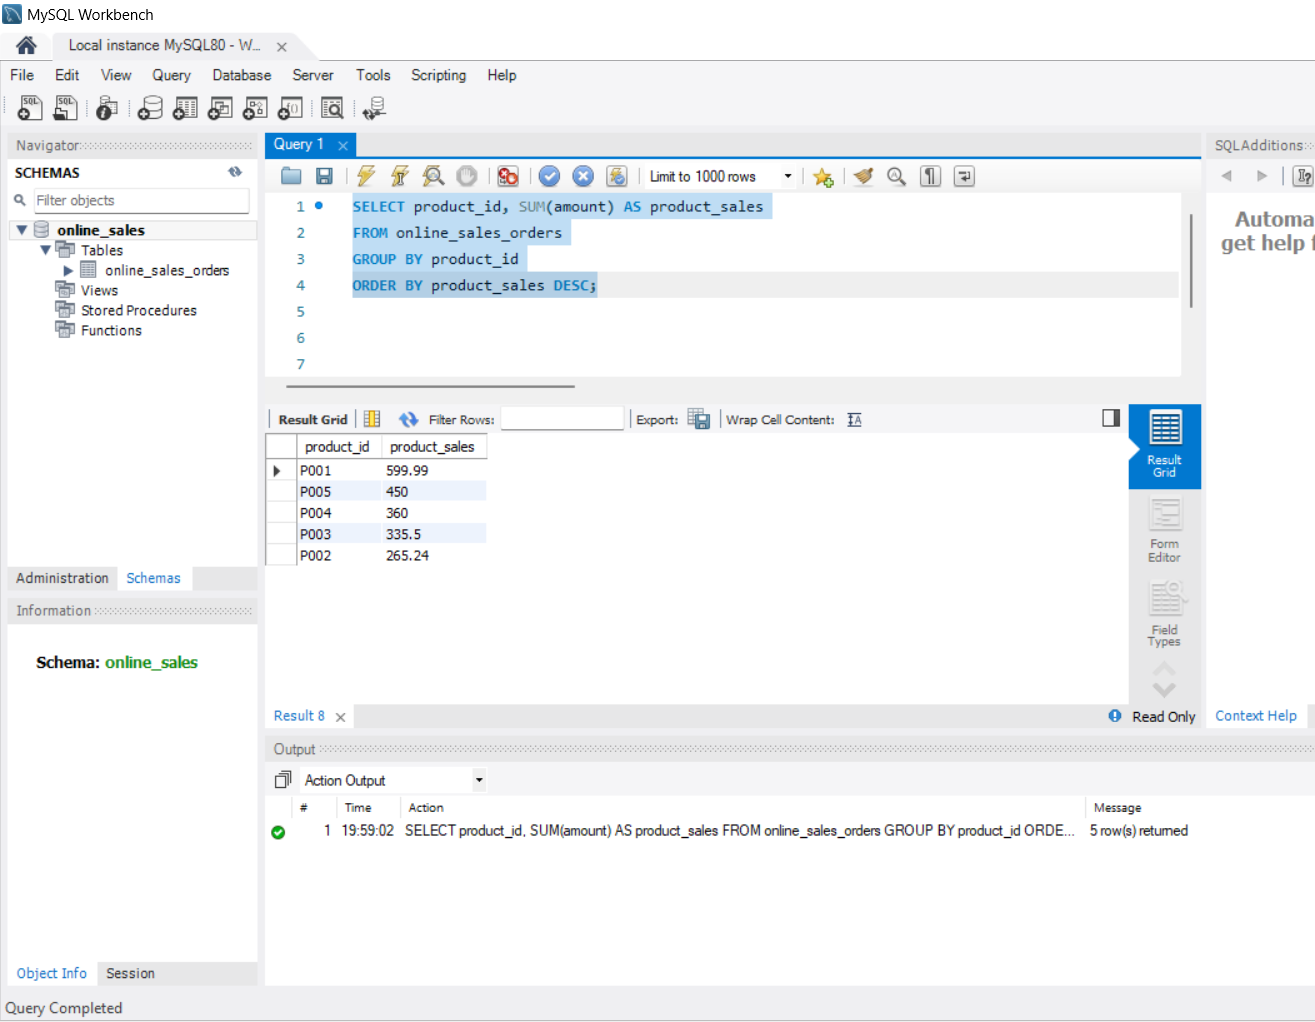 MySQL Workbench
Local instance MySQL80 - W...
File Edit View Query Database Server Tools Scripting Help
Navigator
SCHEMAS
Filter objects
online_sales
Tables
online_sales_orders
Views
Stored Procedures
Functions
Administration Schemas
Information
Schema: online_sales
Object Info Session
Query Completed
Query 1
Limit to 1000 rows
1 SELECT product_id, SUM(amount) AS product_sales
2 FROM online_sales_orders
3 GROUP BY product_id
4 ORDER BY product_sales DESC;
5
6
7
Result Grid Filter Rows: Export: Wrap Cell Content:
product_id product_sales
P001 599.99
P005 450
P004 360
P003 335.5
P002 265.24
Result
Grid
Form
Editor
Field
Types
Result 8 Read Only
SQLAdditions
Automa
get help f
Context Help
Output
Action Output
# Time Action Message
1 19:59:02 SELECT product_id, SUM(amount) AS product_sales FROM online_sales_orders GROUP BY product_id ORDE... 5 row(s) returned